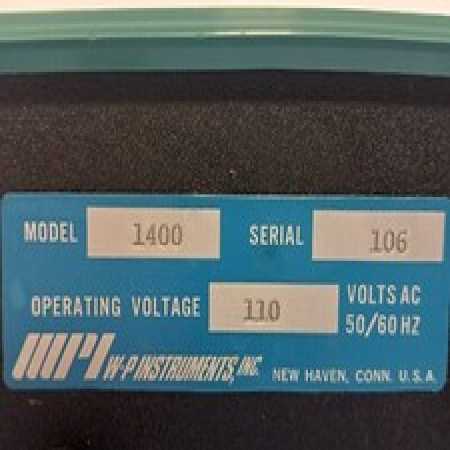 MODEL 1400 SERIAL 106
OPERATING VOLTAGE 110 VOLTS AC
50/60 HZ
WPI W-P INSTRUMENTS, INC. NEW HAVEN, CONN. U.S.A.